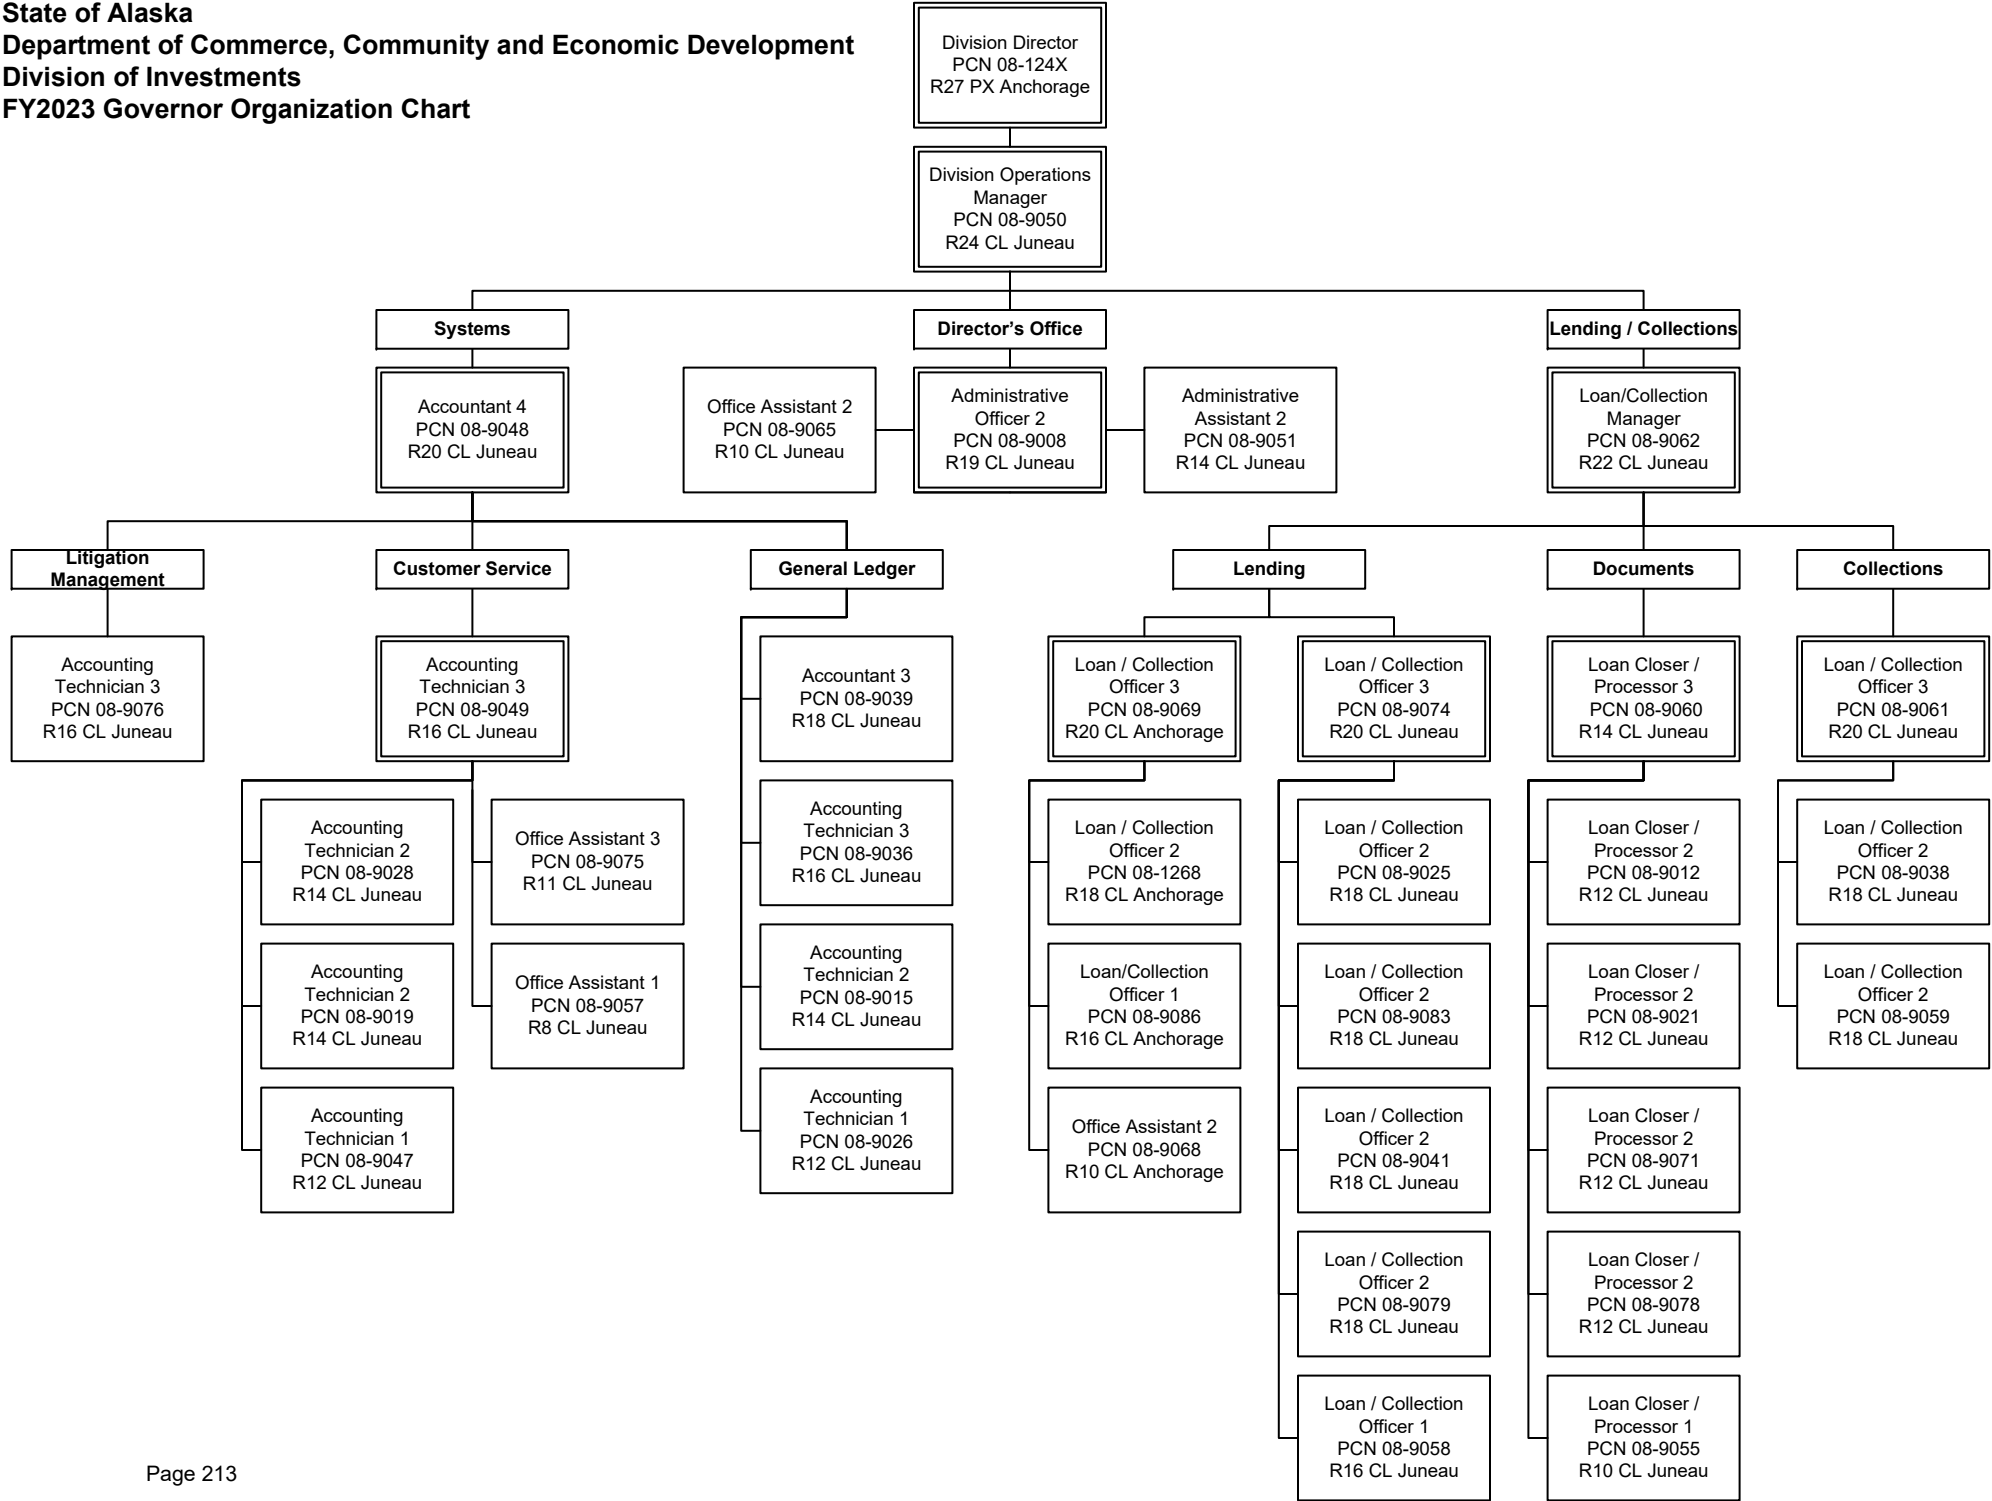 State of Alaska
Department of Commerce, Community and Economic Development
Division of Investments
FY2023 Governor Organization Chart
Division Director
PCN 08-124X
R27 PX Anchorage
Division Operations
Manager
PCN 08-9050
R24 CL Juneau
Systems
Director’s Office
Lending / Collections
Accountant 4
PCN 08-9048
R20 CL Juneau
Office Assistant 2
PCN 08-9065
R10 CL Juneau
Administrative
Officer 2
PCN 08-9008
R19 CL Juneau
Administrative
Assistant 2
PCN 08-9051
R14 CL Juneau
Loan/Collection
Manager
PCN 08-9062
R22 CL Juneau
Litigation
Management
Customer Service
General Ledger
Lending
Documents
Collections
Accounting
Technician 3
PCN 08-9076
R16 CL Juneau
Accounting
Technician 3
PCN 08-9049
R16 CL Juneau
Accountant 3
PCN 08-9039
R18 CL Juneau
Loan / Collection
Officer 3
PCN 08-9069
R20 CL Anchorage
Loan / Collection
Officer 3
PCN 08-9074
R20 CL Juneau
Loan Closer /
Processor 3
PCN 08-9060
R14 CL Juneau
Loan / Collection
Officer 3
PCN 08-9061
R20 CL Juneau
Accounting
Technician 2
PCN 08-9028
R14 CL Juneau
Office Assistant 3
PCN 08-9075
R11 CL Juneau
Accounting
Technician 3
PCN 08-9036
R16 CL Juneau
Loan / Collection
Officer 2
PCN 08-1268
R18 CL Anchorage
Loan / Collection
Officer 2
PCN 08-9025
R18 CL Juneau
Loan Closer /
Processor 2
PCN 08-9012
R12 CL Juneau
Loan / Collection
Officer 2
PCN 08-9038
R18 CL Juneau
Accounting
Technician 2
PCN 08-9019
R14 CL Juneau
Office Assistant 1
PCN 08-9057
R8 CL Juneau
Accounting
Technician 2
PCN 08-9015
R14 CL Juneau
Loan/Collection
Officer 1
PCN 08-9086
R16 CL Anchorage
Loan / Collection
Officer 2
PCN 08-9083
R18 CL Juneau
Loan Closer /
Processor 2
PCN 08-9021
R12 CL Juneau
Loan / Collection
Officer 2
PCN 08-9059
R18 CL Juneau
Accounting
Technician 1
PCN 08-9047
R12 CL Juneau
Accounting
Technician 1
PCN 08-9026
R12 CL Juneau
Office Assistant 2
PCN 08-9068
R10 CL Anchorage
Loan / Collection
Officer 2
PCN 08-9041
R18 CL Juneau
Loan Closer /
Processor 2
PCN 08-9071
R12 CL Juneau
Loan / Collection
Officer 2
PCN 08-9079
R18 CL Juneau
Loan Closer /
Processor 2
PCN 08-9078
R12 CL Juneau
Loan / Collection
Officer 1
PCN 08-9058
R16 CL Juneau
Loan Closer /
Processor 1
PCN 08-9055
R10 CL Juneau
Page 213